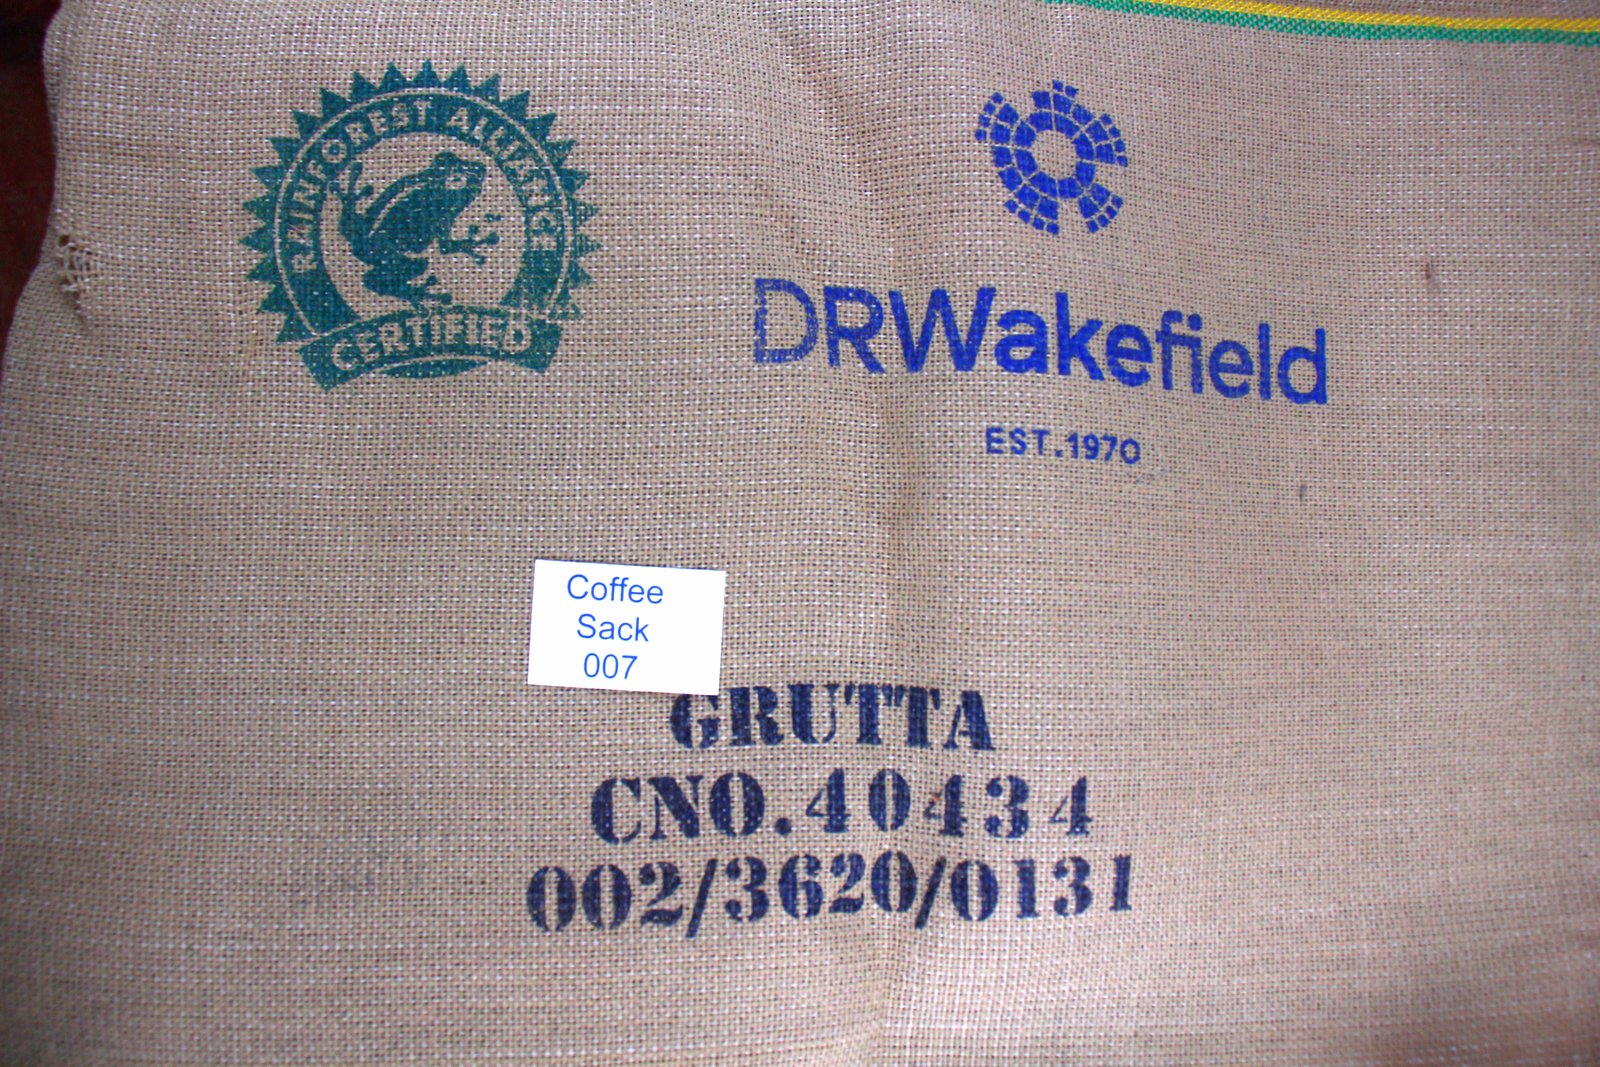 RAINFOREST ALLIANCE
CERTIFIED
DRWakefield
EST.1970
Coffee
Sack
007
GRUTTA
CNO.40434
002/3620/0131